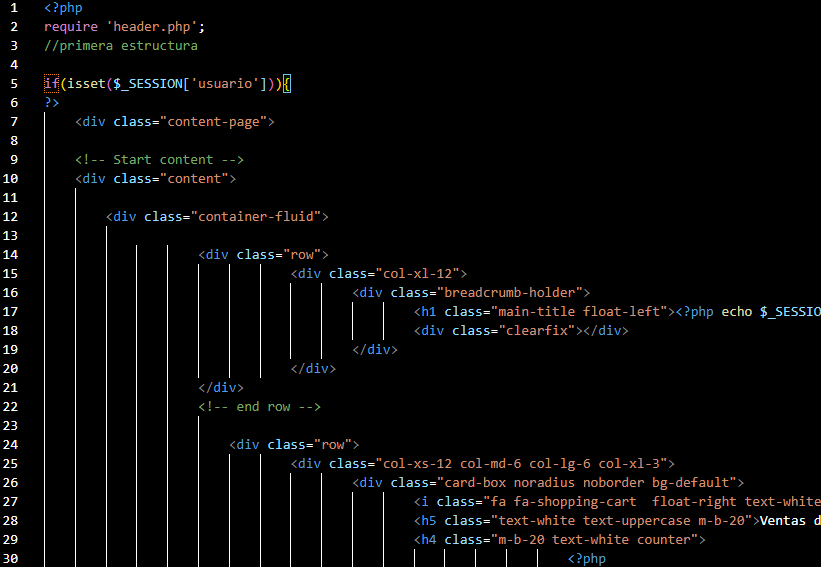 1 <?php
2 require 'header.php';
3 //primera estructura
4
5 if(isset($_SESSION['usuario'])){
6 ?>
7 <div class="content-page">
8
9 <!-- Start content -->
10 <div class="content">
11
12 <div class="container-fluid">
13
14 <div class="row">
15 <div class="col-xl-12">
16 <div class="breadcrumb-holder">
17 <h1 class="main-title float-left"><?php echo $_SESSIO
18 <div class="clearfix"></div>
19 </div>
20 </div>
21 </div>
22 <!-- end row -->
23
24 <div class="row">
25 <div class="col-xs-12 col-md-6 col-lg-6 col-xl-3">
26 <div class="card-box noradius noborder bg-default">
27 <i class="fa fa-shopping-cart  float-right text-white
28 <h5 class="text-white text-uppercase m-b-20">Ventas d
29 <h4 class="m-b-20 text-white counter">
30 <?php